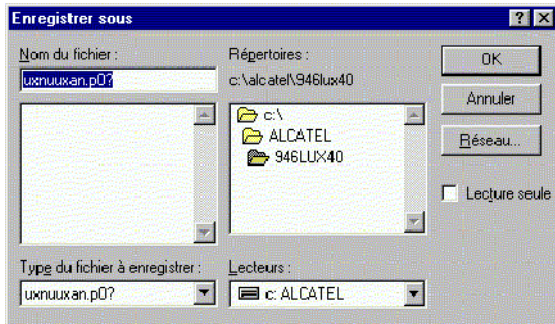 Enregistrer sous
Nom du fichier :
uxnuuxan.p0?
Répertoires :
c:\alcatel\946lux40
c:\
ALCATEL
946LUX40
OK
Annuler
Réseau...
Lecture seule
Type du fichier à enregistrer :
uxnuuxan.p0?
Lecteurs :
c: ALCATEL